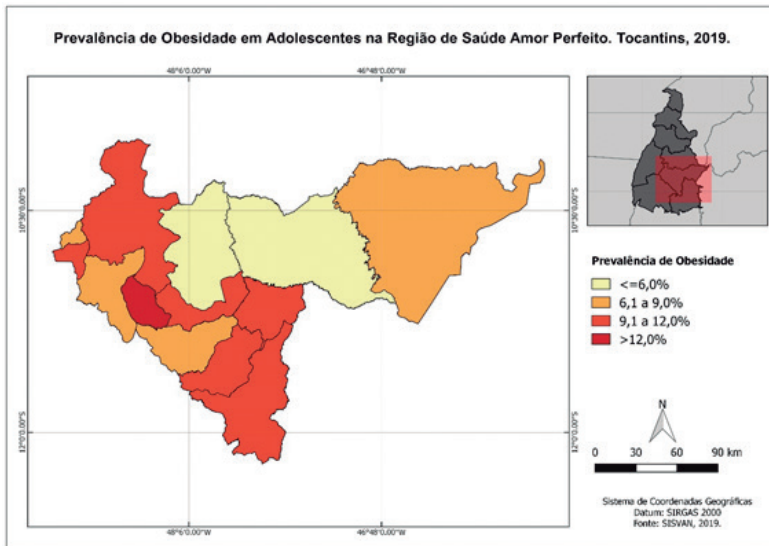 Prevalência de Obesidade em Adolescentes na Região de Saúde Amor Perfeito. Tocantins, 2019.
48°6'0.00"W
46°48'0.00"W
10°30'0.00"S
10°30'0.00"S
Prevalência de Obesidade
<=6,0%
6,1 a 9,0%
9,1 a 12,0%
>12,0%
12°0'0.00"S
12°0'0.00"S
N
0 30 60 90 km
48°6'0.00"W
46°48'0.00"W
Sistema de Coordenadas Geográficas
Datum: SIRGAS 2000
Fonte: SISVAN, 2019.